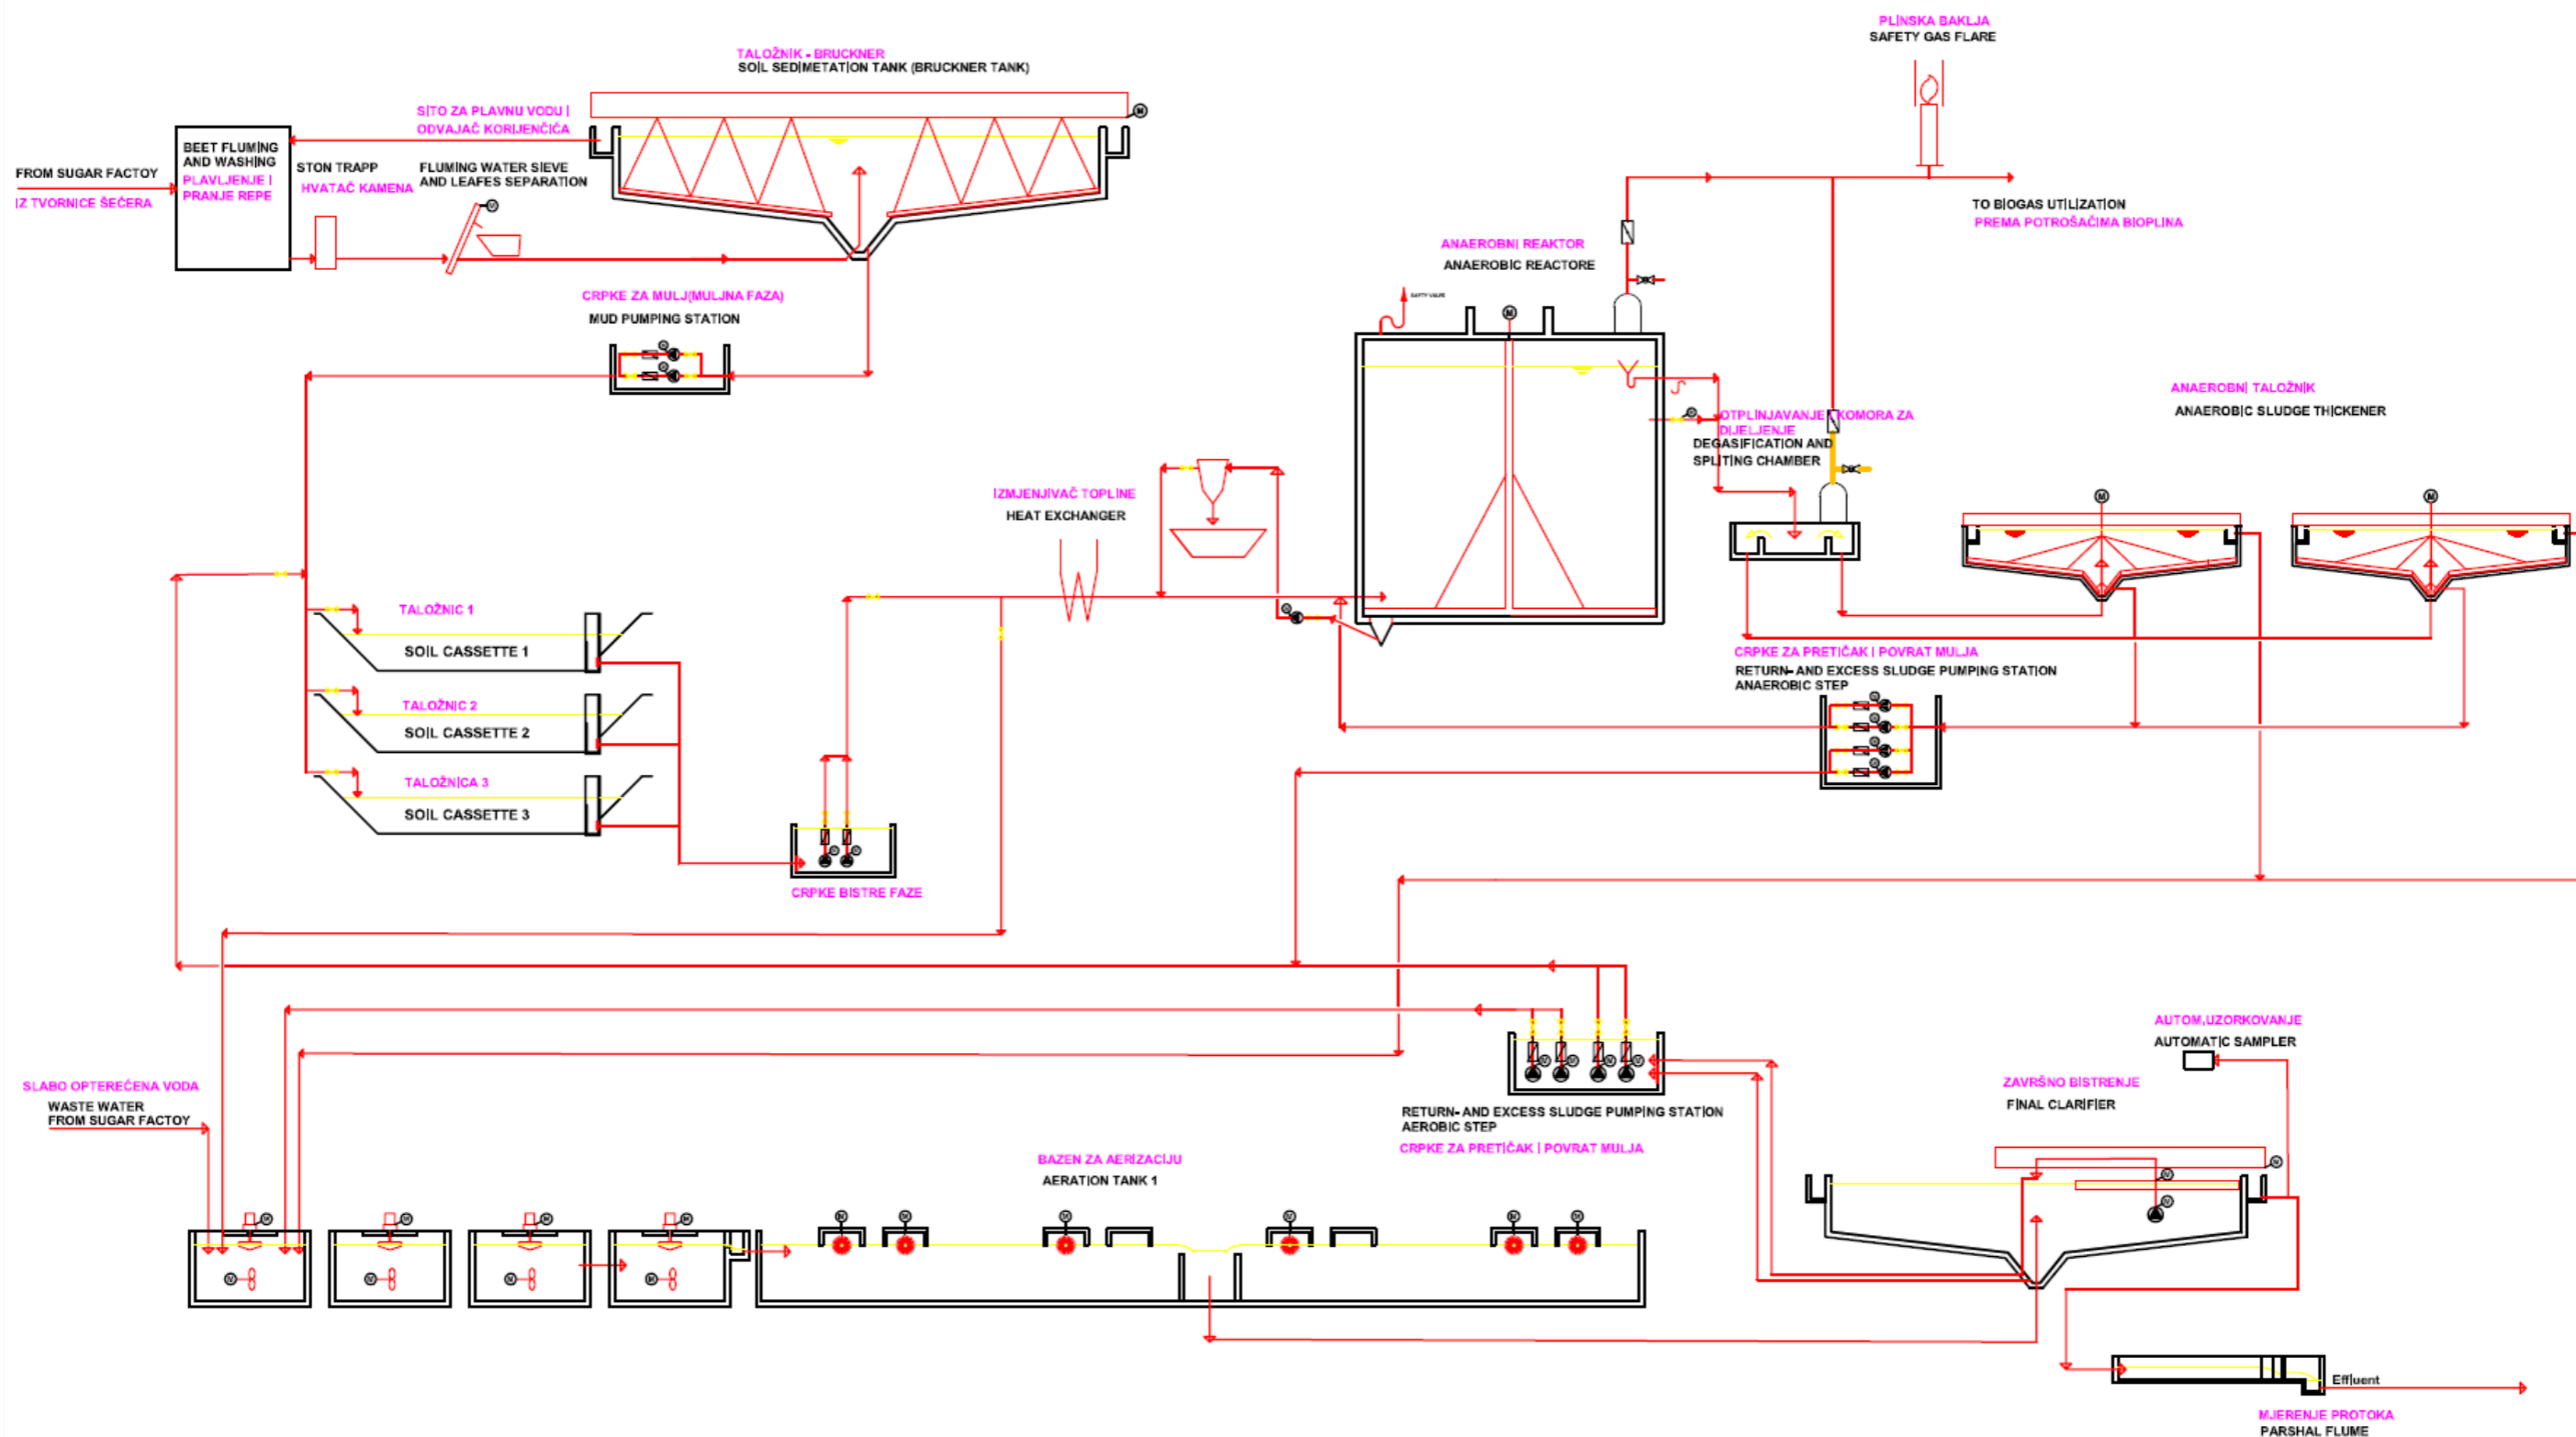 PLINSKA BAKLJA
SAFETY GAS FLARE
TALOŽNIK - BRUCKNER
SOIL SEDIMETATION TANK (BRUCKNER TANK)
SITO ZA PLAVNU VODU I
ODVAJAČ KORIJENČIĆA
BEET FLUMING
AND WASHING
PLAVLJENJE I
PRANJE REPE
FROM SUGAR FACTOY
IZ TVORNICE ŠEĆERA
STON TRAPP
HVATAČ KAMENA
FLUMING WATER SIEVE
AND LEAFES SEPARATION
TO BIOGAS UTILIZATION
PREMA POTROŠAČIMA BIOPLINA
ANAEROBNI REAKTOR
ANAEROBIC REACTORE
SAFTY VALVE
CRPKE ZA MULJ(MULJNA FAZA)
MUD PUMPING STATION
ANAEROBNI TALOŽNIK
ANAEROBIC SLUDGE THICKENER
OTPLINJAVANJE I KOMORA ZA
DIJELJENJE
DEGASIFICATION AND
SPLITING CHAMBER
IZMJENJIVAČ TOPLINE
HEAT EXCHANGER
TALOŽNIC 1
SOIL CASSETTE 1
TALOŽNIC 2
SOIL CASSETTE 2
TALOŽNICA 3
SOIL CASSETTE 3
CRPKE ZA PRETIČAK I POVRAT MULJA
RETURN- AND EXCESS SLUDGE PUMPING STATION
ANAEROBIC STEP
CRPKE BISTRE FAZE
AUTOM.UZORKOVANJE
AUTOMATIC SAMPLER
SLABO OPTEREĆENA VODA
WASTE WATER
FROM SUGAR FACTOY
ZAVRŠNO BISTRENJE
FINAL CLARIFIER
RETURN- AND EXCESS SLUDGE PUMPING STATION
AEROBIC STEP
CRPKE ZA PRETIČAK I POVRAT MULJA
BAZEN ZA AERIZACIJU
AERATION TANK 1
Effluent
MJERENJE PROTOKA
PARSHAL FLUME